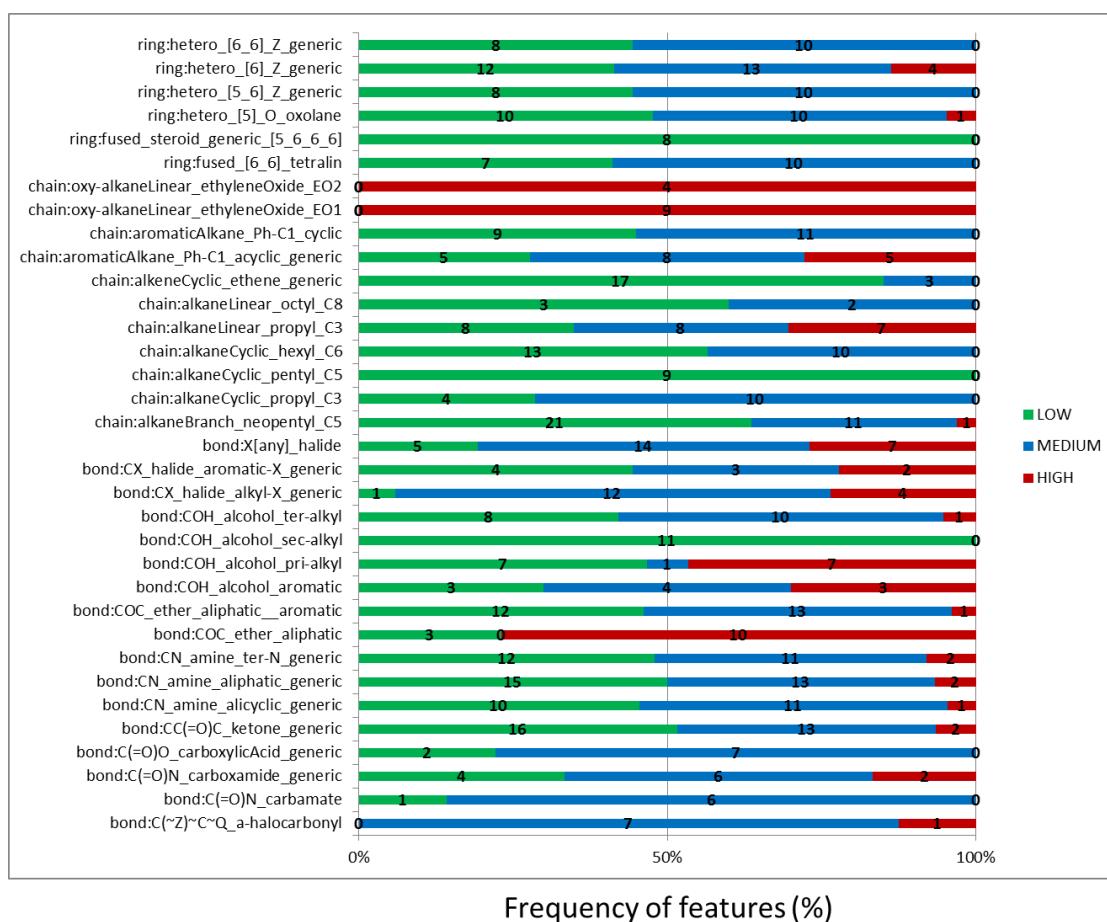 ring:hetero_[6_6]_Z_generic 8 10 0
ring:hetero_[6]_Z_generic 12 13 4
ring:hetero_[5_6]_Z_generic 8 10 0
ring:hetero_[5]_O_oxolane 10 10 1
ring:fused_steroid_generic_[5_6_6_6] 8 0
ring:fused_[6_6]_tetralin 7 10 0
chain:oxy-alkaneLinear_ethyleneOxide_EO2 0 4
chain:oxy-alkaneLinear_ethyleneOxide_EO1 0 9
chain:aromaticAlkane_Ph-C1_cyclic 9 11 0
chain:aromaticAlkane_Ph-C1_acyclic_generic 5 8 5
chain:alkeneCyclic_ethene_generic 17 3 0
chain:alkaneLinear_octyl_C8 3 2 0
chain:alkaneLinear_propyl_C3 8 8 7
chain:alkaneCyclic_hexyl_C6 13 10 0
chain:alkaneCyclic_pentyl_C5 9 0
chain:alkaneCyclic_propyl_C3 4 10 0
chain:alkaneBranch_neopentyl_C5 21 11 1
bond:X[any]_halide 5 14 7
bond:CX_halide_aromatic-X_generic 4 3 2
bond:CX_halide_alkyl-X_generic 1 12 4
bond:COH_alcohol_ter-alkyl 8 10 1
bond:COH_alcohol_sec-alkyl 11 0
bond:COH_alcohol_pri-alkyl 7 1 7
bond:COH_alcohol_aromatic 3 4 3
bond:COC_ether_aliphatic__aromatic 12 13 1
bond:COC_ether_aliphatic 3 0 10
bond:CN_amine_ter-N_generic 12 11 2
bond:CN_amine_aliphatic_generic 15 13 2
bond:CN_amine_alicyclic_generic 10 11 1
bond:CC(=O)C_ketone_generic 16 13 2
bond:C(=O)O_carboxylicAcid_generic 2 7 0
bond:C(=O)N_carboxamide_generic 4 6 2
bond:C(=O)N_carbamate 1 6 0
bond:C(~Z)~C~Q_a-halocarbonyl 0 7 1
0% 50% 100%
Frequency of features (%)
LOW
MEDIUM
HIGH